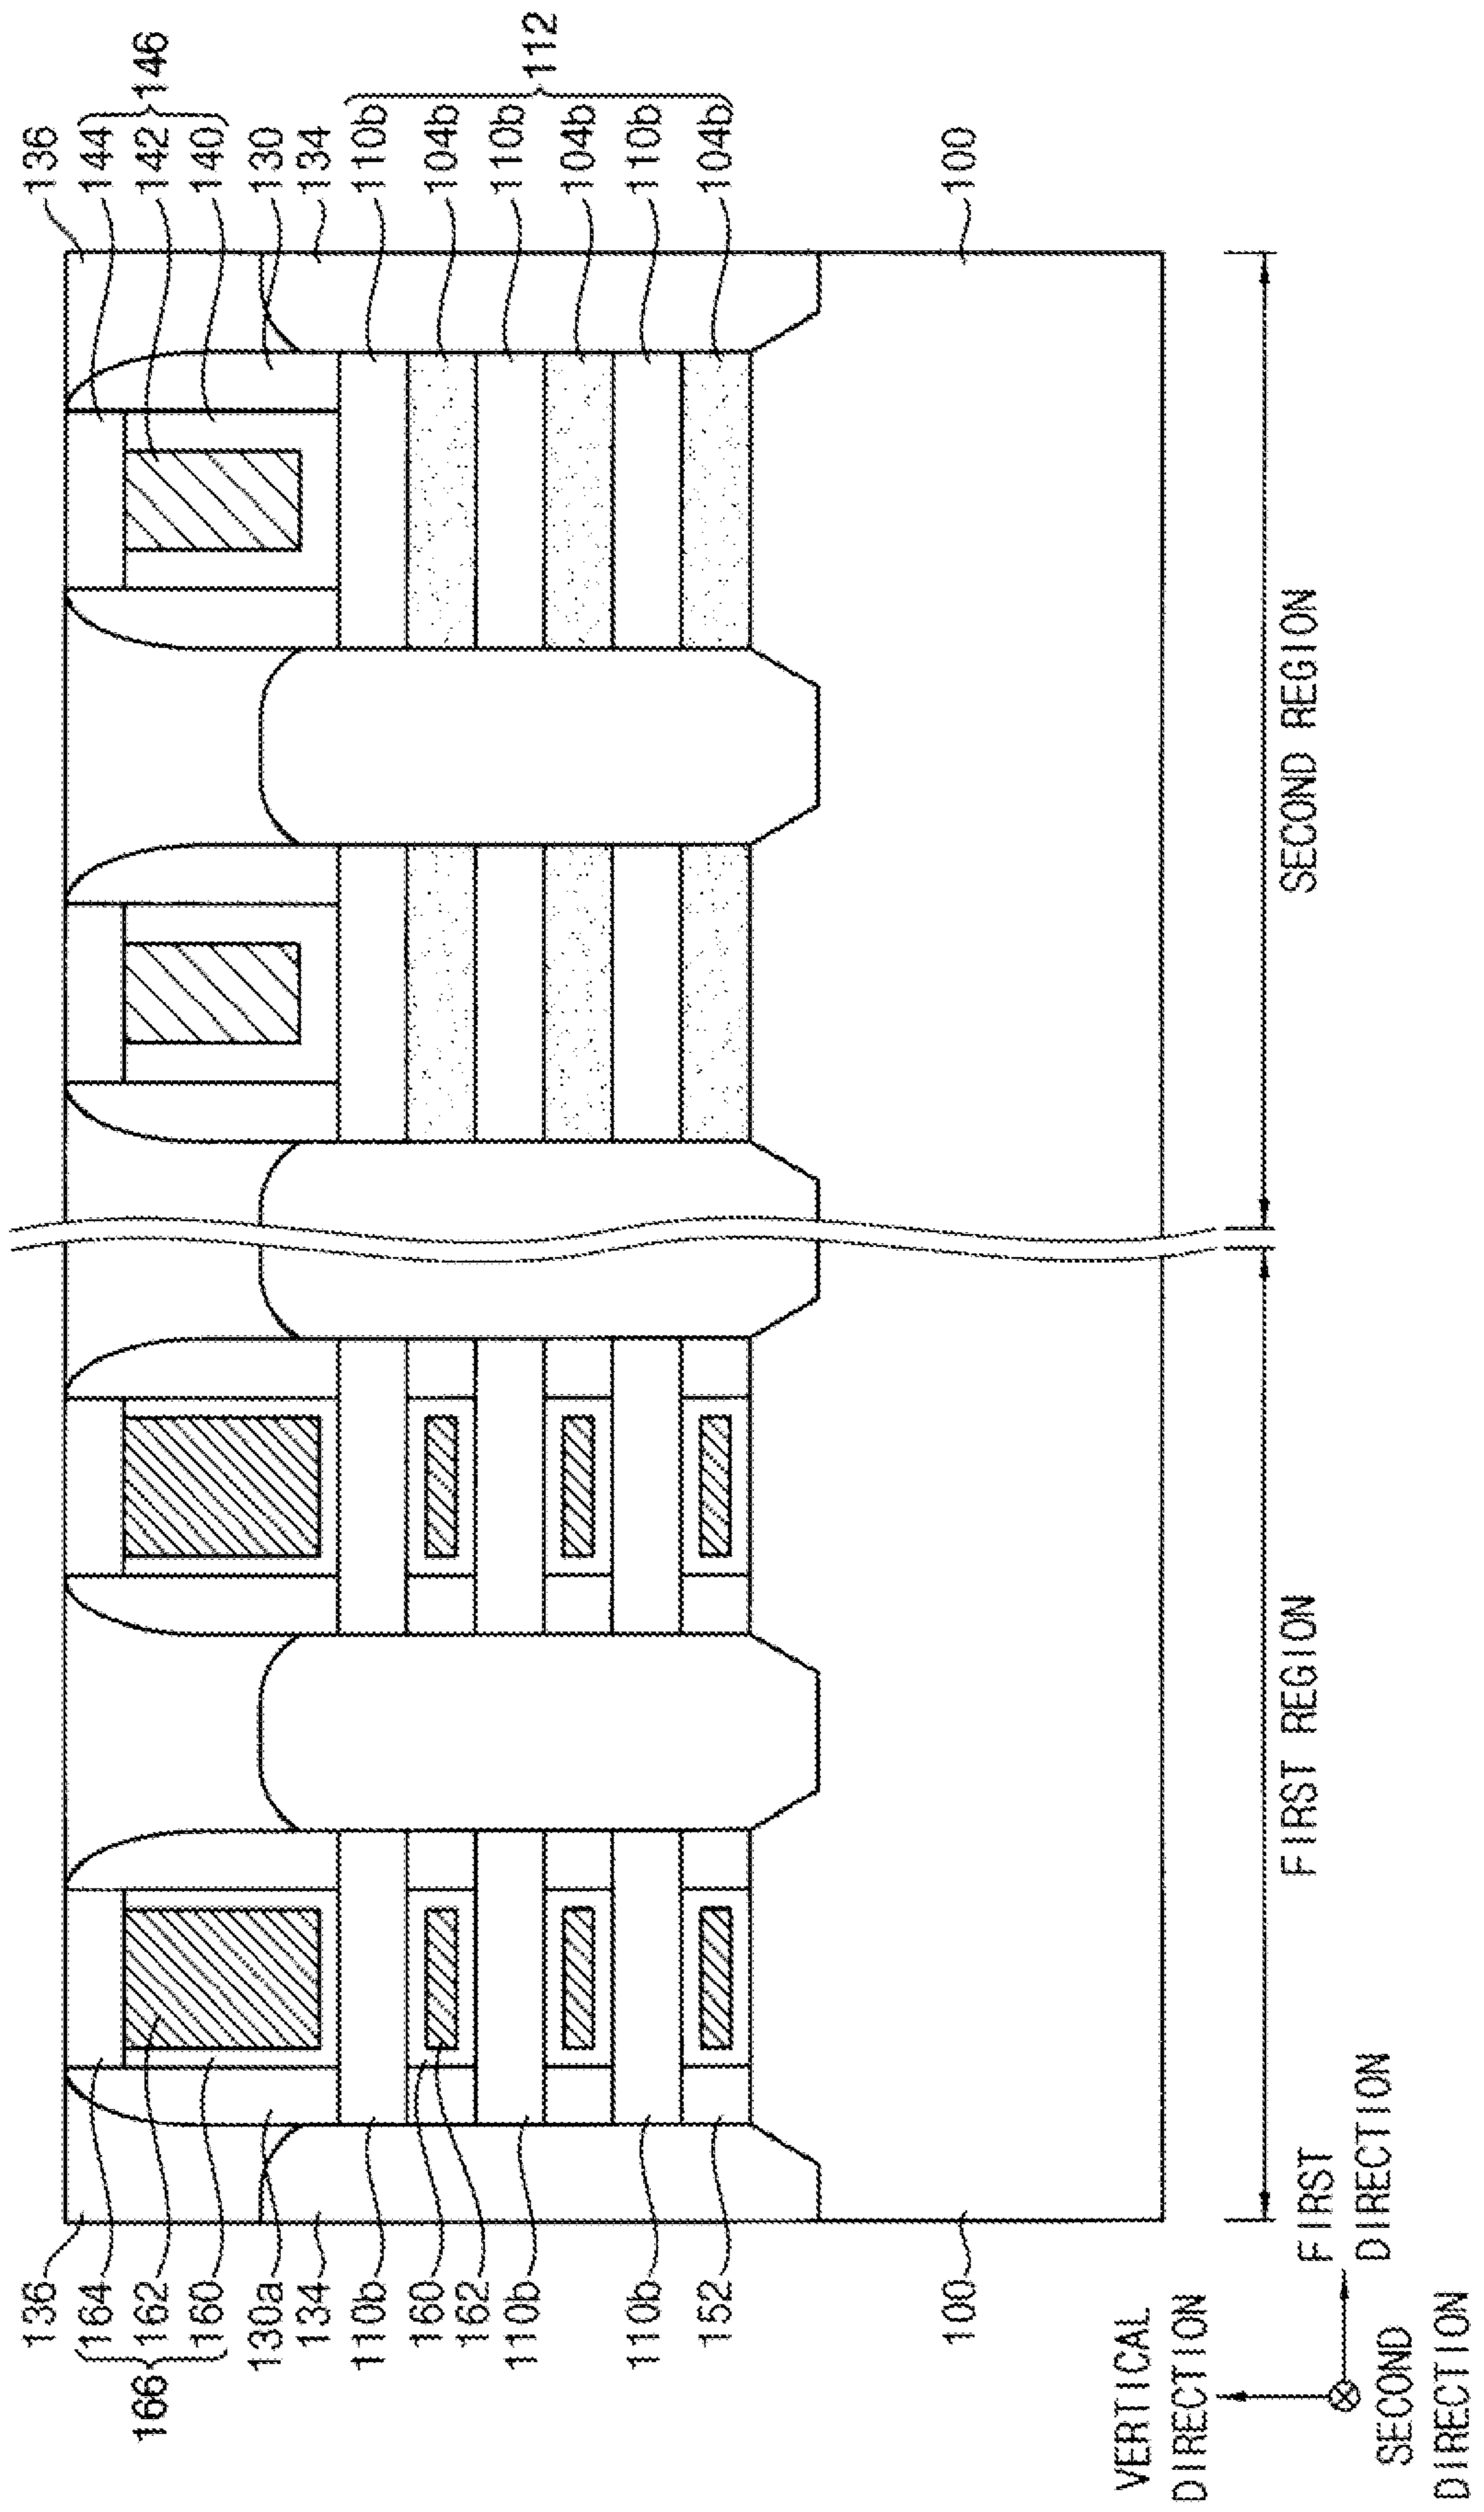 136
144
142
140
146
130
134
110b
104b
110b
104b
110b
104b
112
100
136
164
162
160
166
130a
134
110b
160
162
110b
110b
152
100
FIRST REGION
SECOND REGION
VERTICAL
DIRECTION
FIRST
DIRECTION
SECOND
DIRECTION